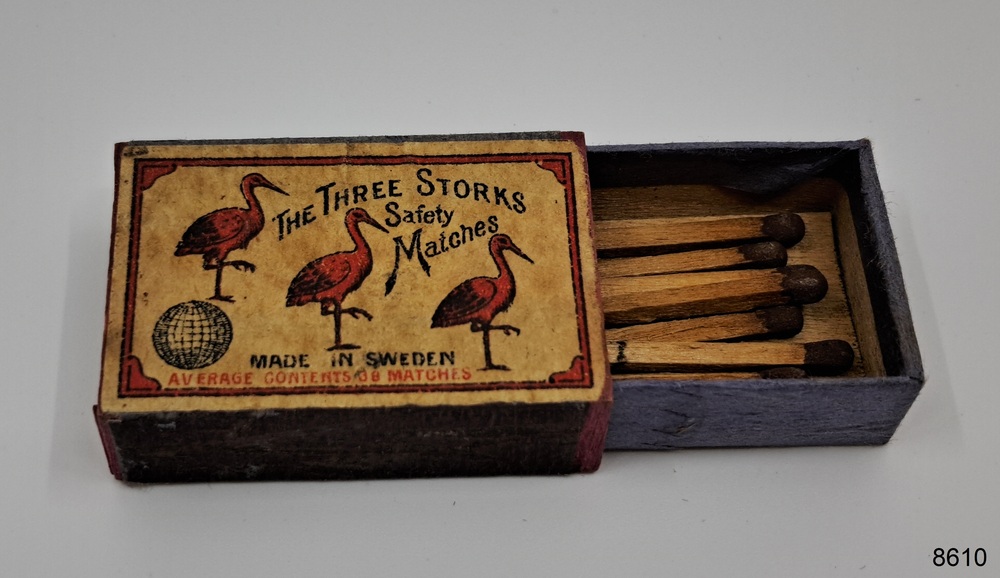 The Three Storks
Safety
Matches
MADE IN SWEDEN
AVERAGE CONTENTS MATCHES
8610